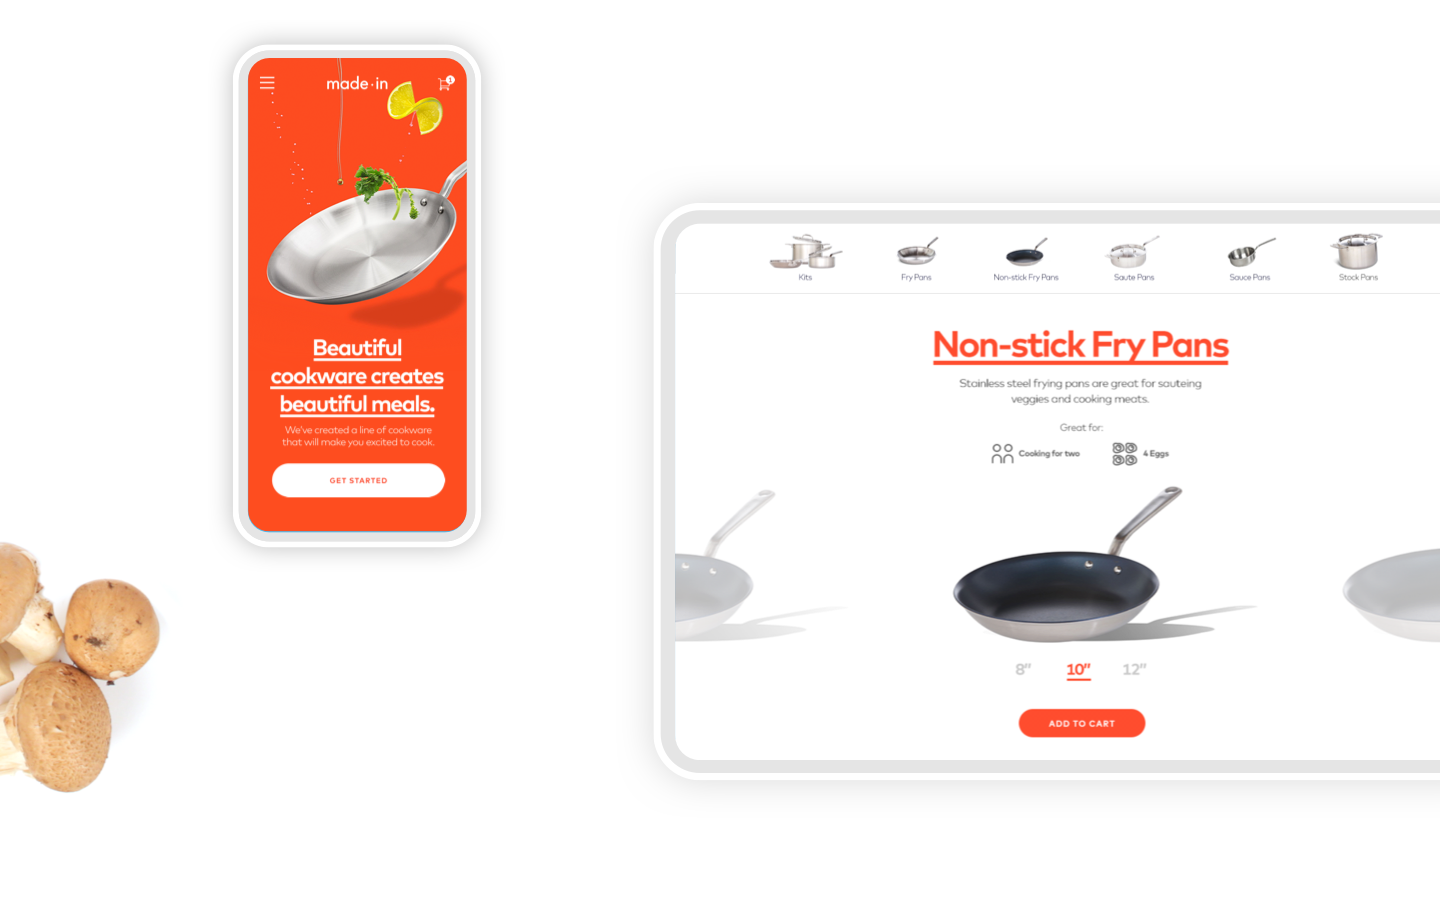 made·in
1
Beautiful
cookware creates
beautiful meals.
We've created a line of cookware
that will make you excited to cook.
GET STARTED
Kits
Fry Pans
Non-stick Fry Pans
Saute Pans
Sauce Pans
Stock Pans
Non-stick Fry Pans
Stainless steel frying pans are great for sauteing
veggies and cooking meats.
Great for:
Cooking for two
4 Eggs
8"
10"
12"
ADD TO CART